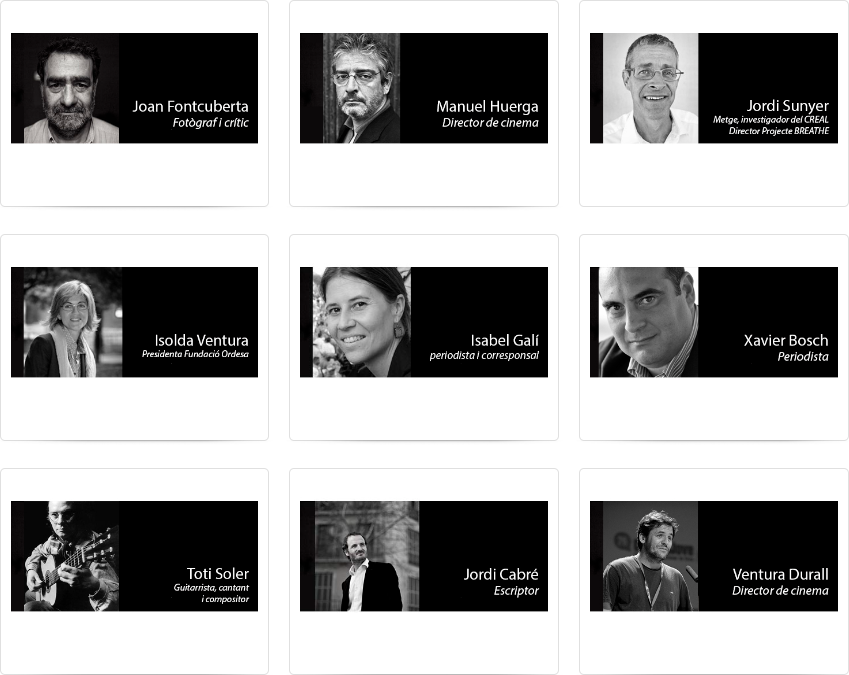 Joan Fontcuberta
Fotògraf i crític
Manuel Huerga
Director de cinema
Jordi Sunyer
Metge, investigador del CREAL
Director Projecte BREATHE
Isolda Ventura
Presidenta Fundació Ordesa
Isabel Galí
periodista i corresponsal
Xavier Bosch
Periodista
Toti Soler
Guitarrista, cantant
i compositor
Jordi Cabré
Escriptor
Ventura Durall
Director de cinema